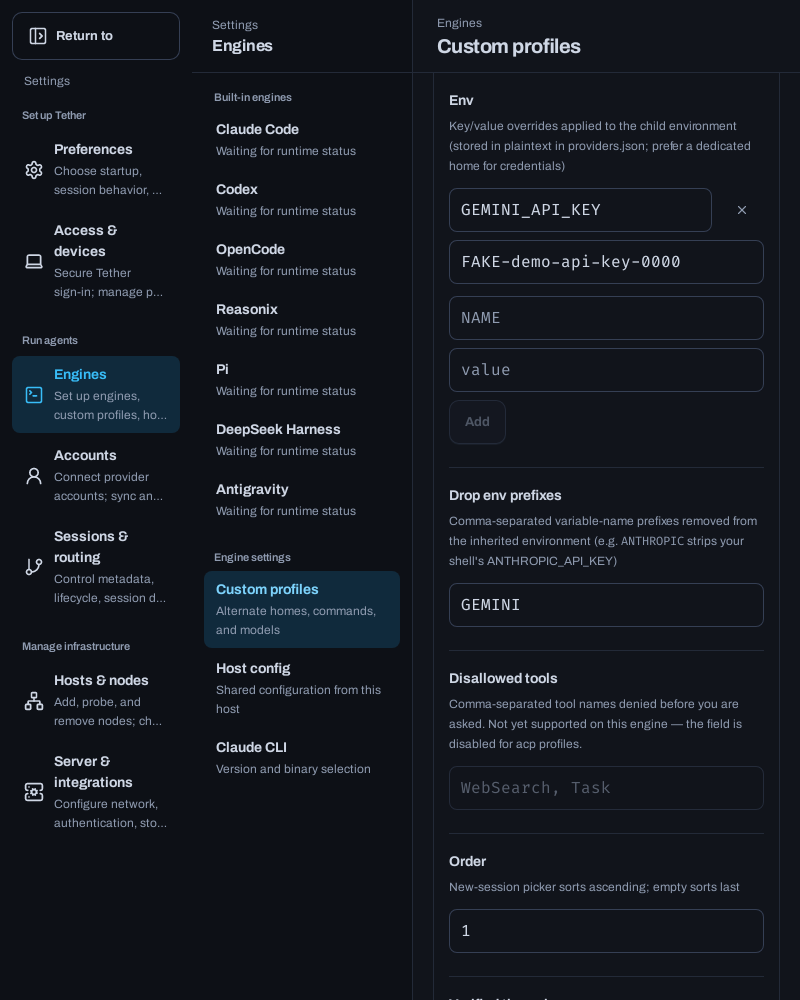 Return to
Settings
Set up Tether
Preferences
Choose startup,
session behavior, ...
Access &
devices
Secure Tether
sign-in; manage p...
Run agents
Engines
Set up engines,
custom profiles, ho...
Accounts
Connect provider
accounts; sync an...
Sessions &
routing
Control metadata,
lifecycle, session d...
Manage infrastructure
Hosts & nodes
Add, probe, and
remove nodes; ch...
Server &
integrations
Configure network,
authentication, sto...
Settings
Engines
Built-in engines
Claude Code
Waiting for runtime status
Codex
Waiting for runtime status
OpenCode
Waiting for runtime status
Reasonix
Waiting for runtime status
Pi
Waiting for runtime status
DeepSeek Harness
Waiting for runtime status
Antigravity
Waiting for runtime status
Engine settings
Custom profiles
Alternate homes, commands,
and models
Host config
Shared configuration from this
host
Claude CLI
Version and binary selection
Engines
Custom profiles
Env
Key/value overrides applied to the child environment
(stored in plaintext in providers.json; prefer a dedicated
home for credentials)
GEMINI_API_KEY
FAKE-demo-api-key-0000
NAME
value
Add
Drop env prefixes
Comma-separated variable-name prefixes removed from
the inherited environment (e.g. ANTHROPIC strips your
shell's ANTHROPIC_API_KEY)
GEMINI
Disallowed tools
Comma-separated tool names denied before you are
asked. Not yet supported on this engine — the field is
disabled for acp profiles.
WebSearch, Task
Order
New-session picker sorts ascending; empty sorts last
1